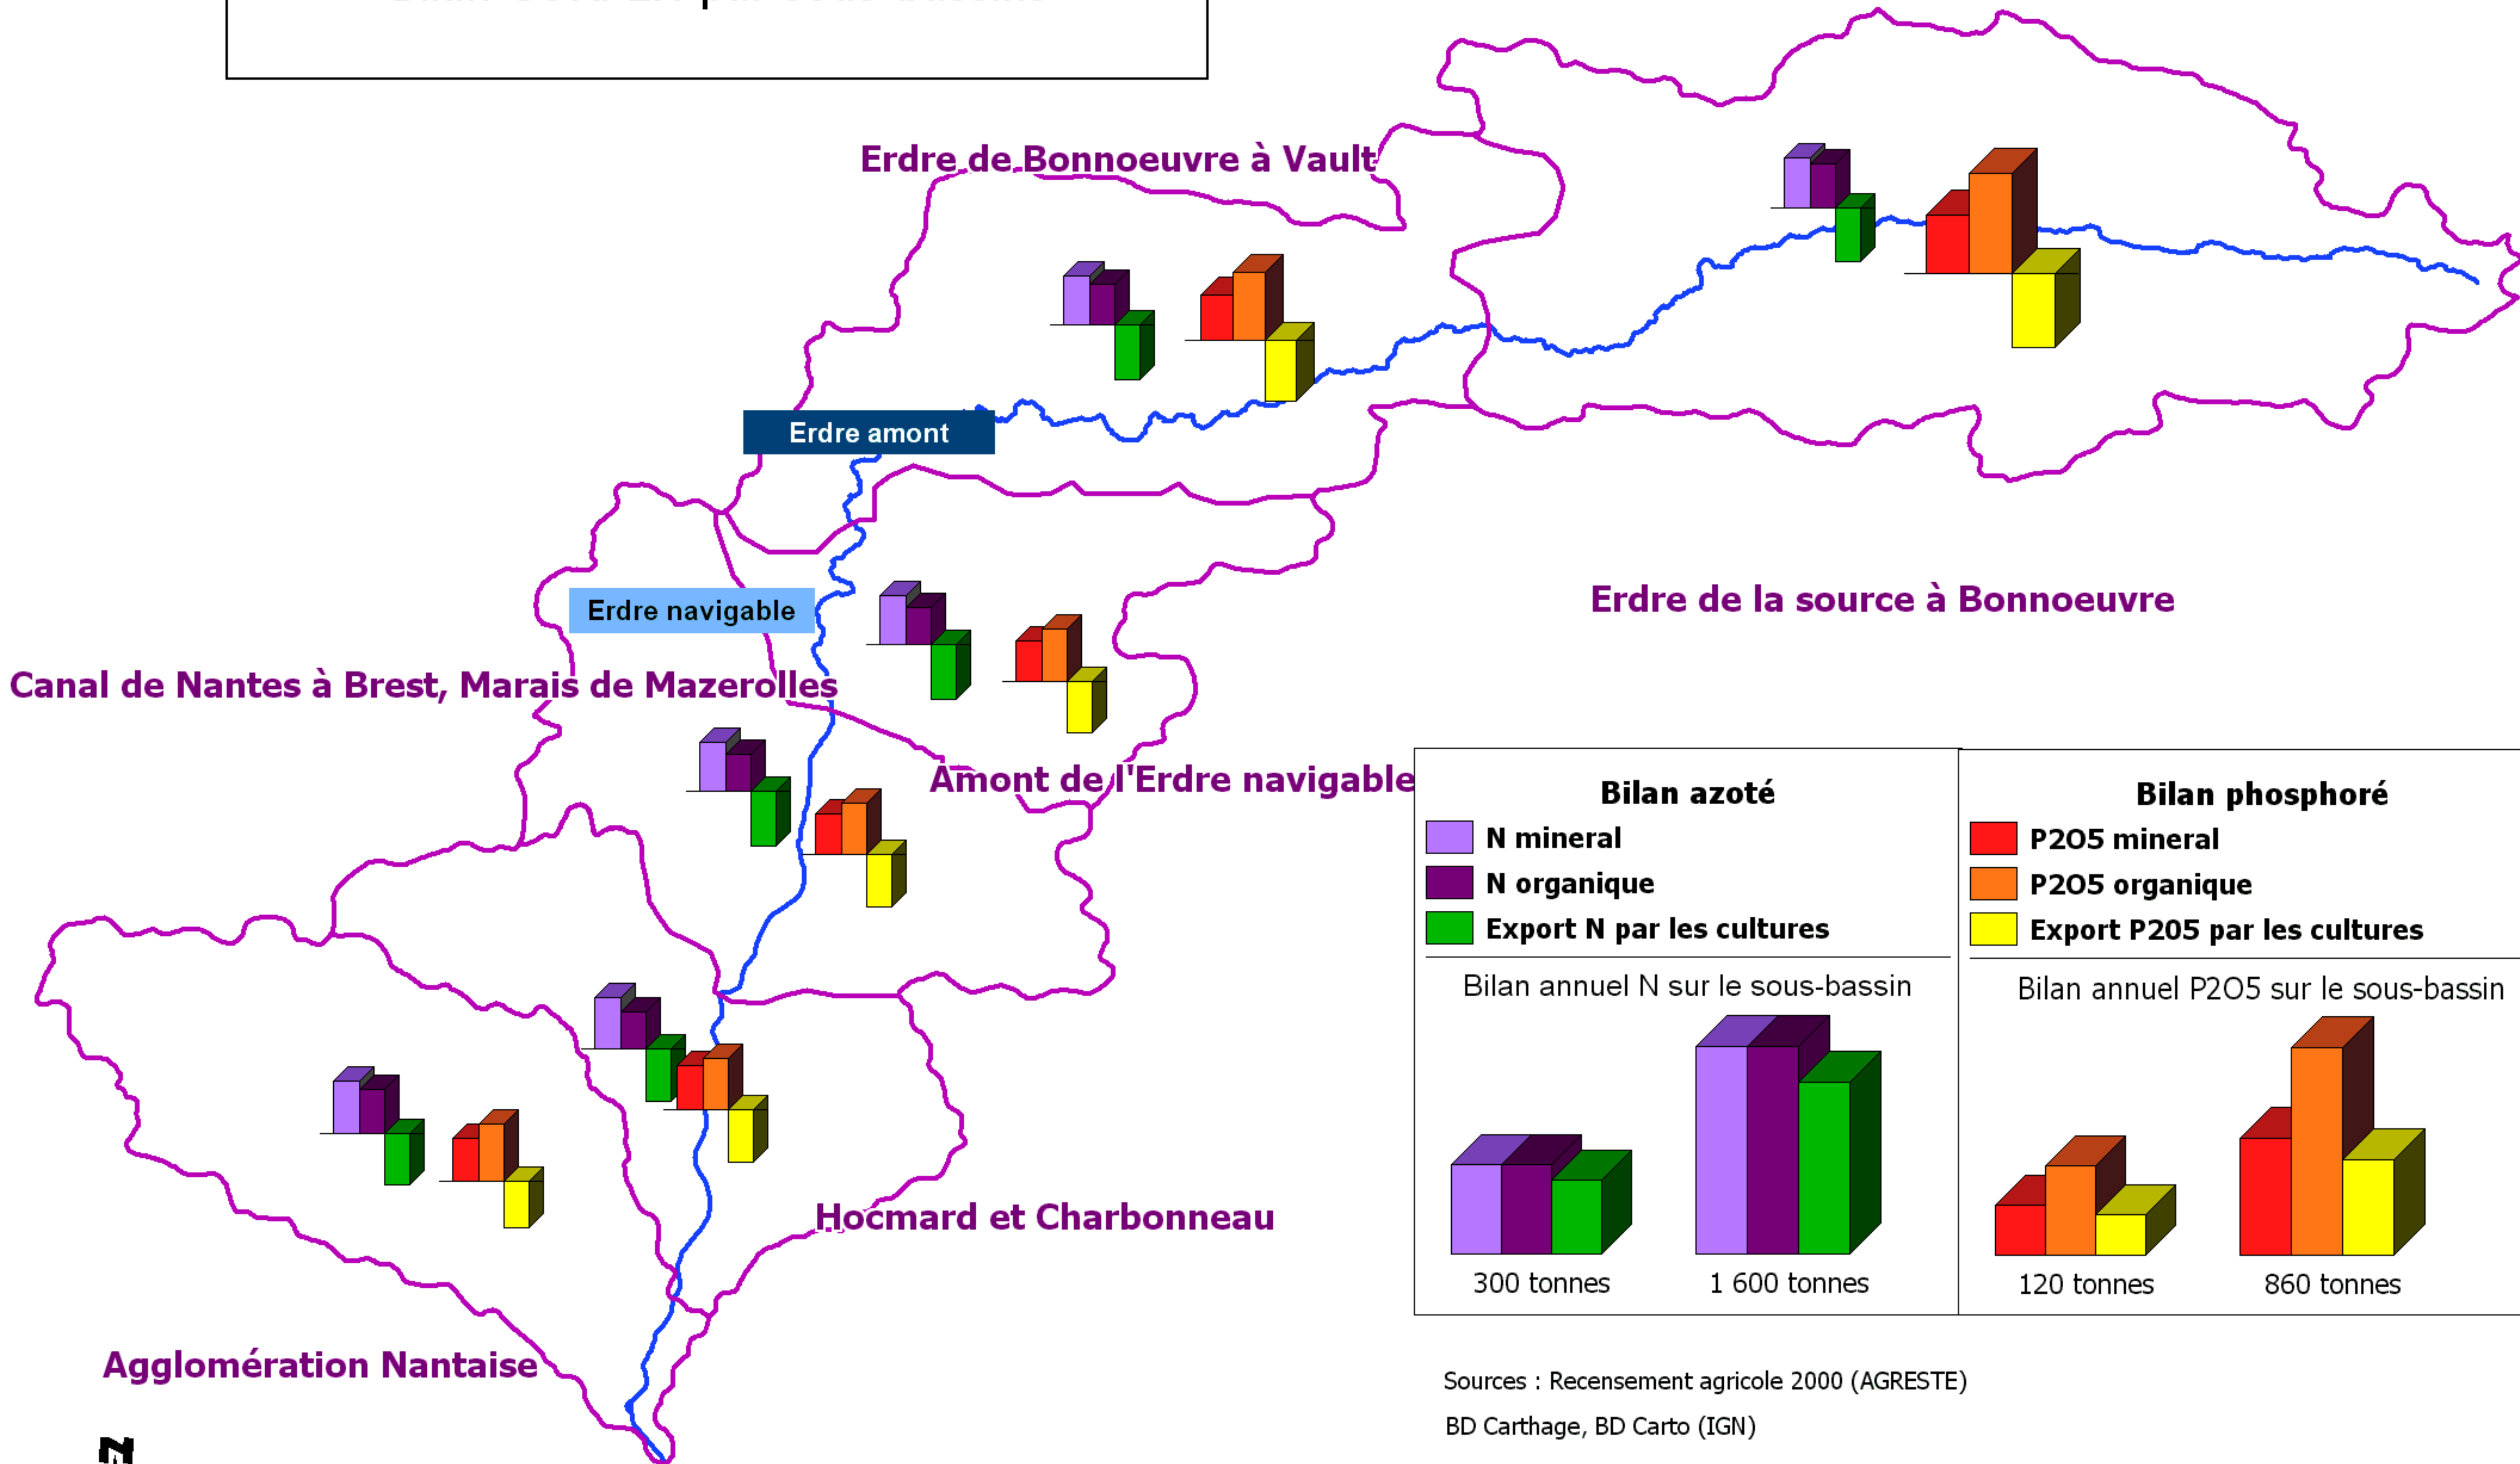 Erdre de Bonnoeuvre à Vault
Erdre amont
Erdre navigable
Erdre de la source à Bonnoeuvre
Canal de Nantes à Brest, Marais de Mazerolles
Amont de l'Erdre navigable
Hocmard et Charbonneau
Agglomération Nantaise
Bilan azoté
N mineral
N organique
Export N par les cultures
Bilan annuel N sur le sous-bassin
300 tonnes
1 600 tonnes
Bilan phosphoré
P2O5 mineral
P2O5 organique
Export P205 par les cultures
Bilan annuel P2O5 sur le sous-bassin
120 tonnes
860 tonnes
Sources : Recensement agricole 2000 (AGRESTE)
BD Carthage, BD Carto (IGN)